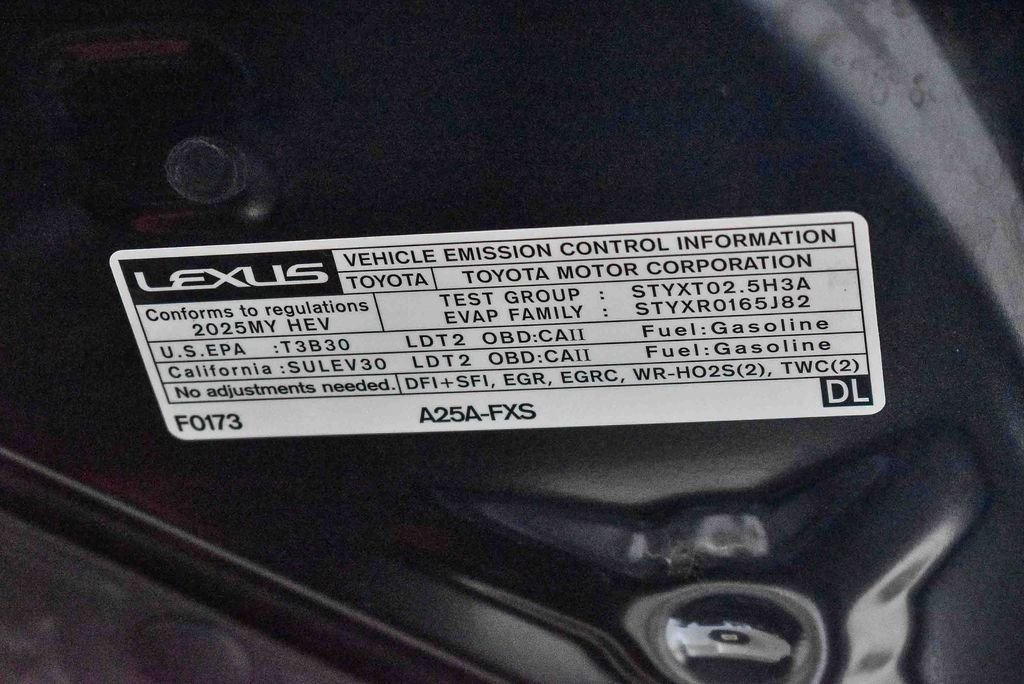 LEXUS VEHICLE EMISSION CONTROL INFORMATION
TOYOTA TOYOTA MOTOR CORPORATION
Conforms to regulations
2025MY HEV
TEST GROUP : STYXT02.5H3A
EVAP FAMILY : STYXR0165J82
U.S.EPA :T3B30 LDT2 OBD:CAII Fuel:Gasoline
California :SULEV30 LDT2 OBD:CAII Fuel:Gasoline
No adjustments needed. DFI+SFI, EGR, EGRC, WR-HO2S(2), TWC(2)
F0173 A25A-FXS DL